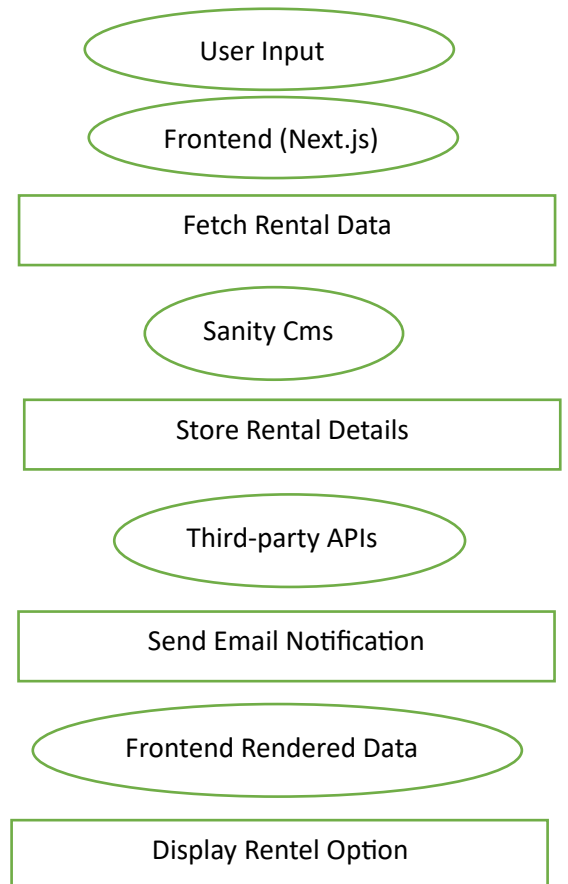 User Input
Frontend (Next.js)
Fetch Rental Data
Sanity Cms
Store Rental Details
Third-party APIs
Send Email Notification
Frontend Rendered Data
Display Rentel Option